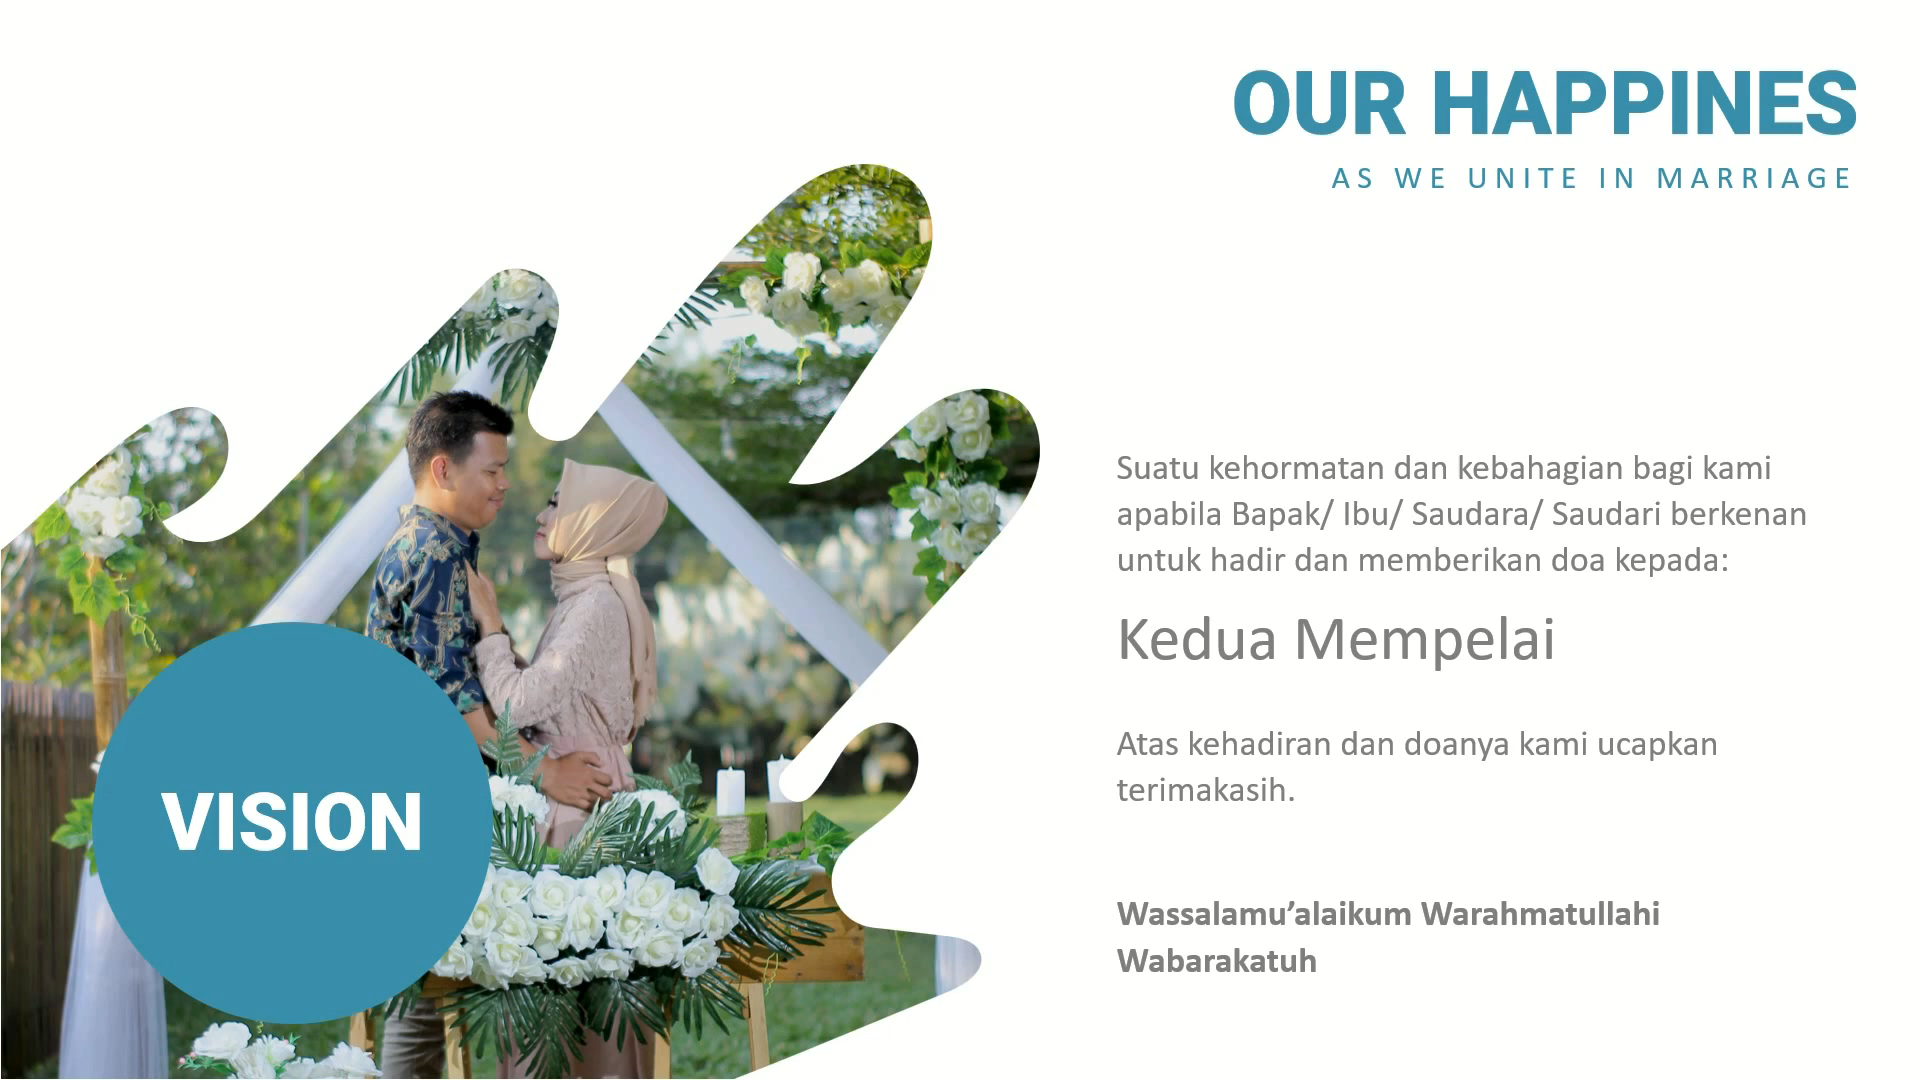 OUR HAPPINES
AS WE UNITE IN MARRIAGE
Suatu kehormatan dan kebahagian bagi kami
apabila Bapak/ Ibu/ Saudara/ Saudari berkenan
untuk hadir dan memberikan doa kepada:
Kedua Mempelai
Atas kehadiran dan doanya kami ucapkan
terimakasih.
Wassalamu’alaikum Warahmatullahi
Wabarakatuh
VISION